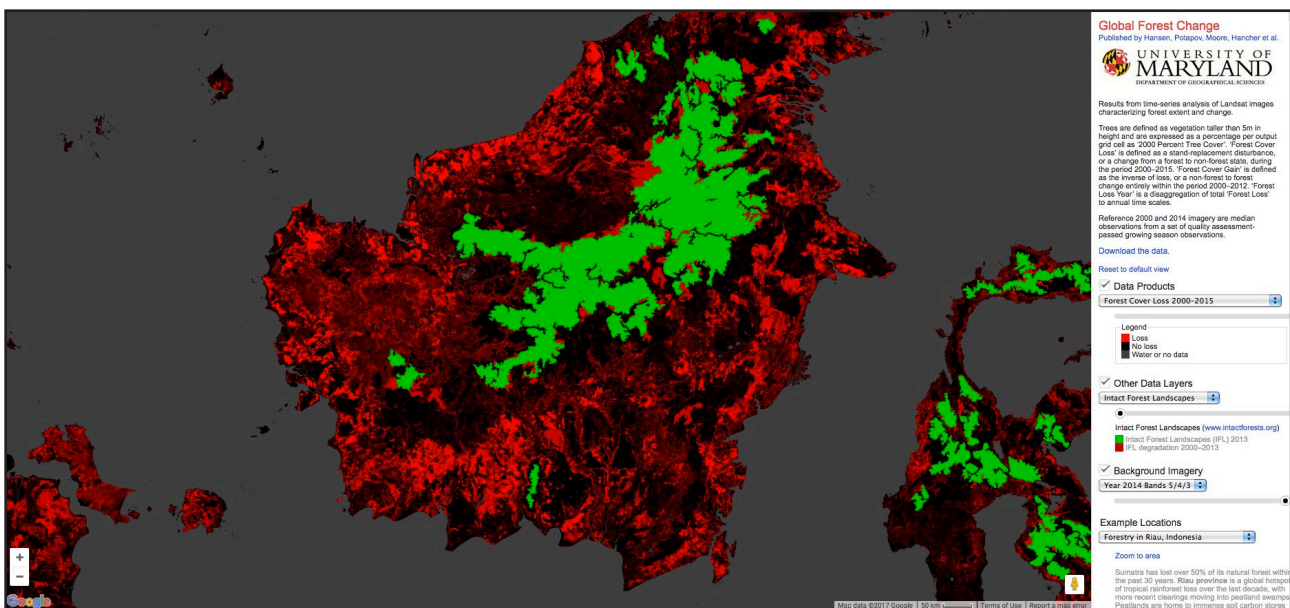 Global Forest Change
Published by Hansen, Potapov, Moore, Hancher et al.
UNIVERSITY OF
MARYLAND
DEPARTMENT OF GEOGRAPHICAL SCIENCES
Results from time-series analysis of Landsat images
characterizing forest extent and change.
Trees are defined as vegetation taller than 5m in
height and are expressed as a percentage per output
grid cell as '2000 Percent Tree Cover'. 'Forest Cover
Loss' is defined as a stand-replacement disturbance,
or a change from a forest to non-forest state, during
the period 2000–2015. 'Forest Cover Gain' is defined
as the inverse of loss, or a non-forest to forest
change entirely within the period 2000–2012. 'Forest
Loss Year' is a disaggregation of total 'Forest Loss'
to annual time scales.
Reference 2000 and 2014 imagery are median
observations from a set of quality assessment-
passed growing season observations.
Download the data.
Reset to default view
Data Products
Forest Cover Loss 2000–2015
Legend
Loss
No loss
Water or no data
Other Data Layers
Intact Forest Landscapes
Intact Forest Landscapes (www.intactforests.org)
Intact Forest Landscapes (IFL) 2013
IFL degradation 2000–2013
Background Imagery
Year 2014 Bands 5/4/3
Example Locations
Forestry in Riau, Indonesia
Zoom to area
Sumatra has lost over 50% of its natural forest within
the past 30 years. Riau province is a global hotspot
of tropical rainforest loss over the last decade, with
more recent clearings moving into peatland swamps.
Peatlands are home to immense soil carbon stores
+
−
Google
Map data ©2017 Google 50 km Terms of Use Report a map error